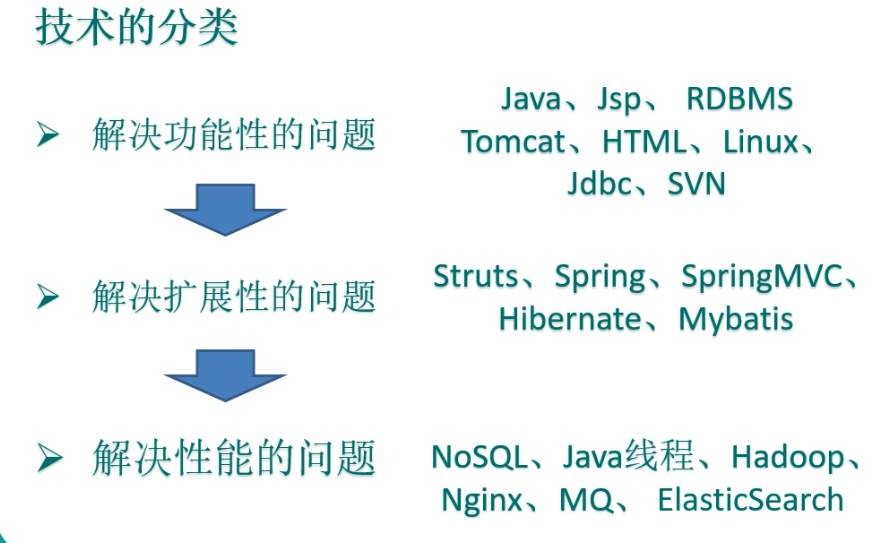 技术的分类
解决功能性的问题
Java、Jsp、 RDBMS
Tomcat、HTML、Linux、
Jdbc、SVN
解决扩展性的问题
Struts、Spring、SpringMVC、
Hibernate、Mybatis
解决性能的问题
NoSQL、Java线程、Hadoop、
Nginx、MQ、 ElasticSearch